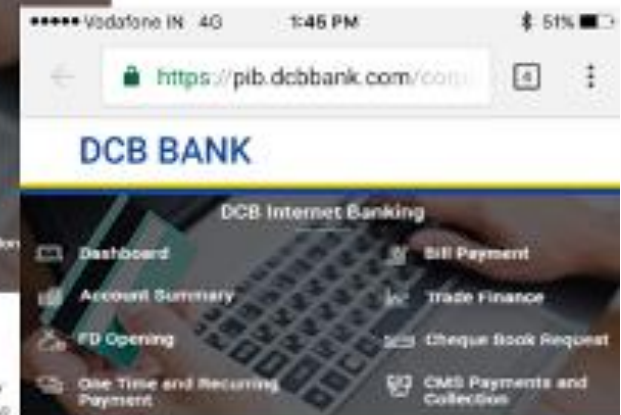 Vodafone IN 4G 1:45 PM 51%
https://pib.dcbbank.com/
4
DCB BANK
DCB Internet Banking
Dashboard
Bill Payment
Account Summary
Trade Finance
FD Opening
Cheque Book Request
One Time and Recurring
Payment
CMS Payments and
Collection